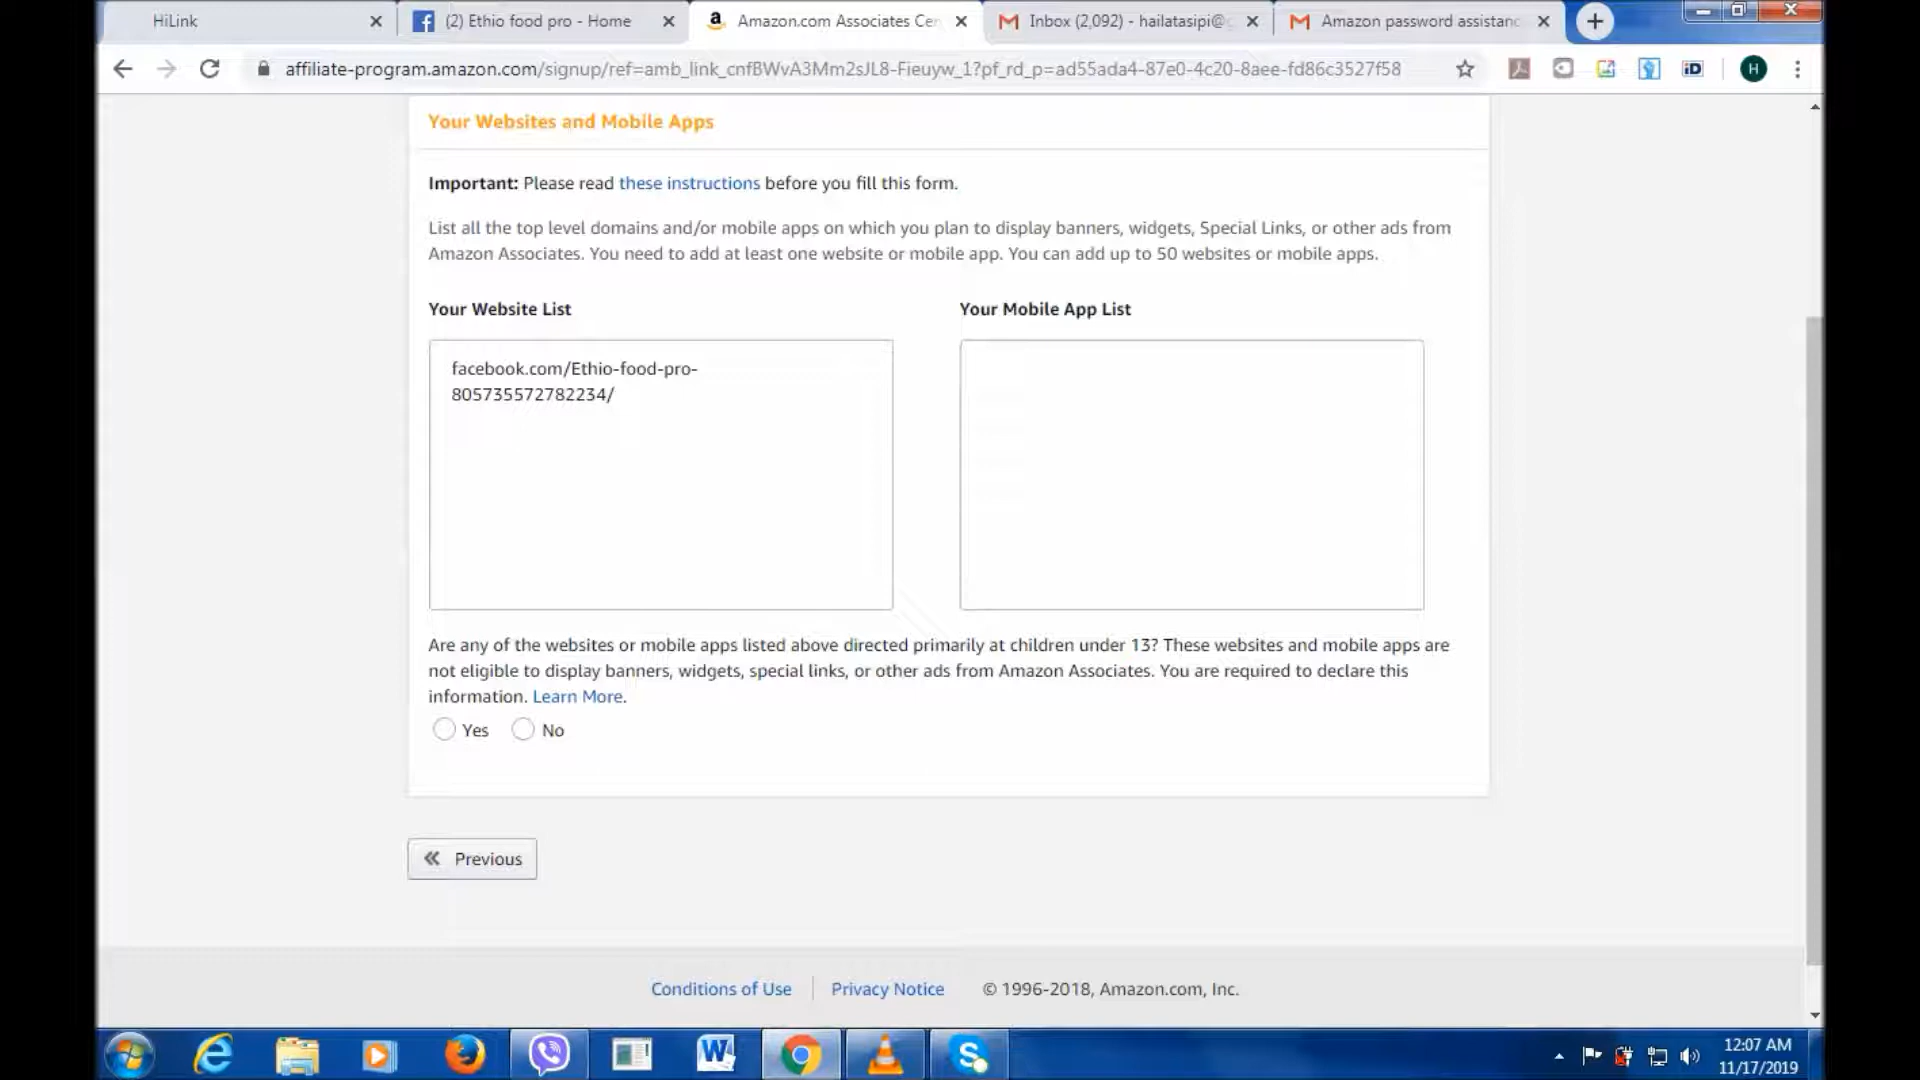 HiLink
(2) Ethio food pro - Home
Amazon.com Associates Cen
Inbox (2,092) - hailatasipi@
Amazon password assistanc
affiliate-program.amazon.com/signup/ref=amb_link_cnfBWvA3Mm2sJL8-Fieuyw_1?pf_rd_p=ad55ada4-87e0-4c20-8aee-fd86c3527f58
iD
H
Your Websites and Mobile Apps
Important: Please read these instructions before you fill this form.
List all the top level domains and/or mobile apps on which you plan to display banners, widgets, Special Links, or other ads from
Amazon Associates. You need to add at least one website or mobile app. You can add up to 50 websites or mobile apps.
Your Website List
Your Mobile App List
facebook.com/Ethio-food-pro-
805735572782234/
Are any of the websites or mobile apps listed above directed primarily at children under 13? These websites and mobile apps are
not eligible to display banners, widgets, special links, or other ads from Amazon Associates. You are required to declare this
information. Learn More.
Yes
No
« Previous
Conditions of Use
Privacy Notice
© 1996-2018, Amazon.com, Inc.
12:07 AM
11/17/2019